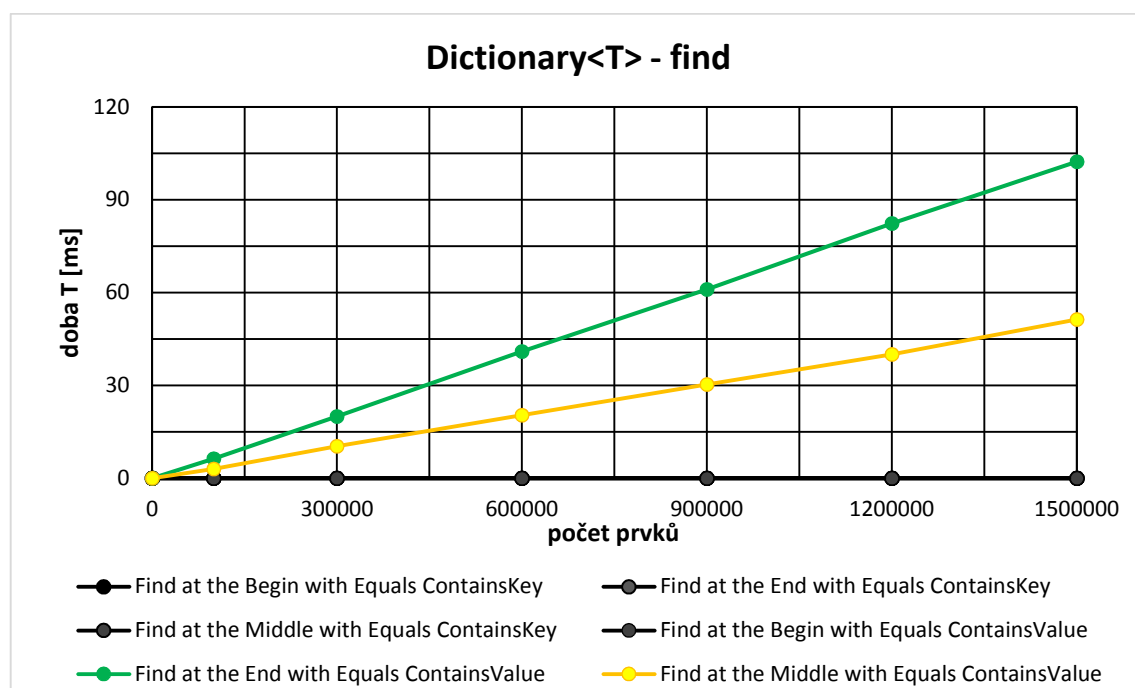 Dictionary<T> - find
120
90
60
30
0
doba T [ms]
0 300000 600000 900000 1200000 1500000
počet prvků
Find at the Begin with Equals ContainsKey
Find at the End with Equals ContainsKey
Find at the Middle with Equals ContainsKey
Find at the Begin with Equals ContainsValue
Find at the End with Equals ContainsValue
Find at the Middle with Equals ContainsValue